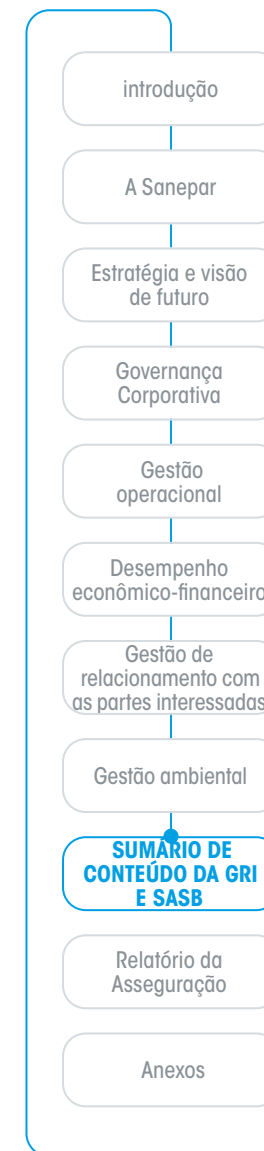 introdução
A Sanepar
Estratégia e visão
de futuro
Governança
Corporativa
Gestão
operacional
Desempenho
econômico-financeiro
Gestão de
relacionamento com
as partes interessadas
Gestão ambiental
SUMÁRIO DE
CONTEÚDO DA GRI
E SASB
Relatório da
Asseguração
Anexos